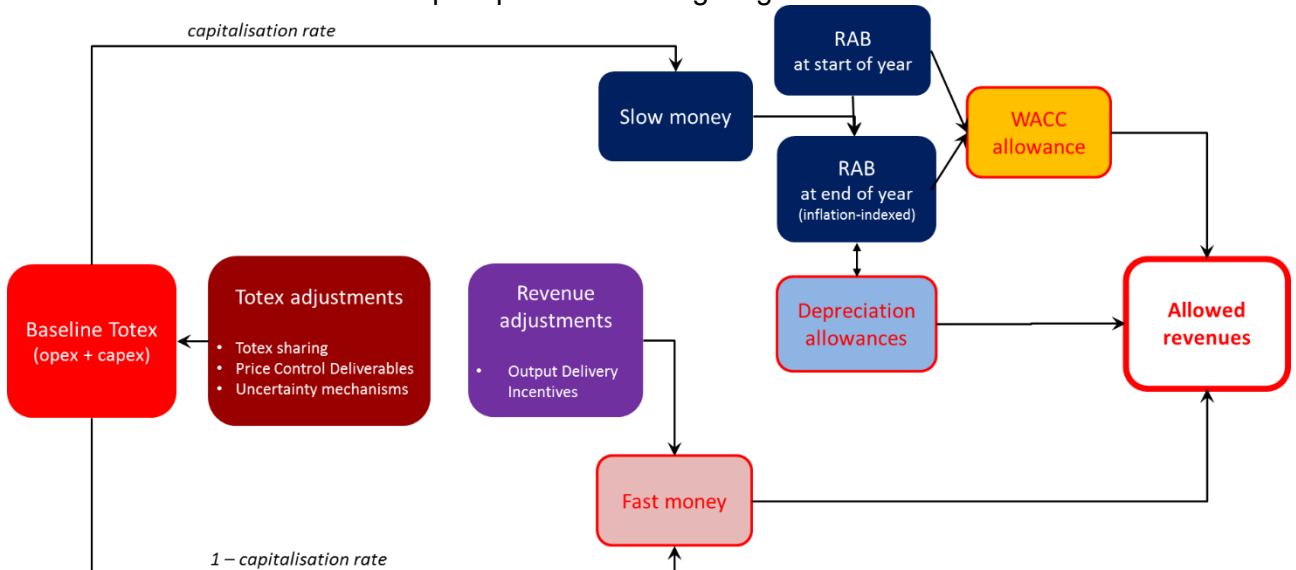 capitalisation rate
RAB
at start of year
Slow money
WACC
allowance
RAB
at end of year
(inflation-indexed)
Baseline Totex
(opex + capex)
Totex adjustments
• Totex sharing
• Price Control Deliverables
• Uncertainty mechanisms
Revenue
adjustments
• Output Delivery
Incentives
Depreciation
allowances
Allowed
revenues
Fast money
1 – capitalisation rate